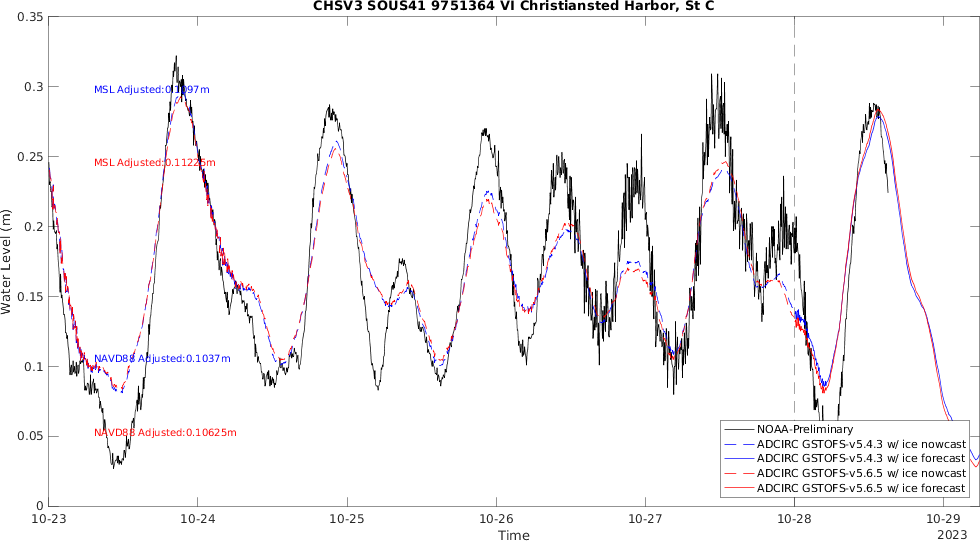 CHSV3 SOUS41 9751364 VI Christiansted Harbor, St C
0.35
0.3
0.25
0.2
0.15
0.1
0.05
0
Water Level (m)
MSL Adjusted:0.1097m
MSL Adjusted:0.11225m
NAVD88 Adjusted:0.1037m
NAVD88 Adjusted:0.10625m
NOAA-Preliminary
ADCIRC GSTOFS-v5.4.3 w/ ice nowcast
ADCIRC GSTOFS-v5.4.3 w/ ice forecast
ADCIRC GSTOFS-v5.6.5 w/ ice nowcast
ADCIRC GSTOFS-v5.6.5 w/ ice forecast
10-23 10-24 10-25 10-26 10-27 10-28 10-29
Time
2023